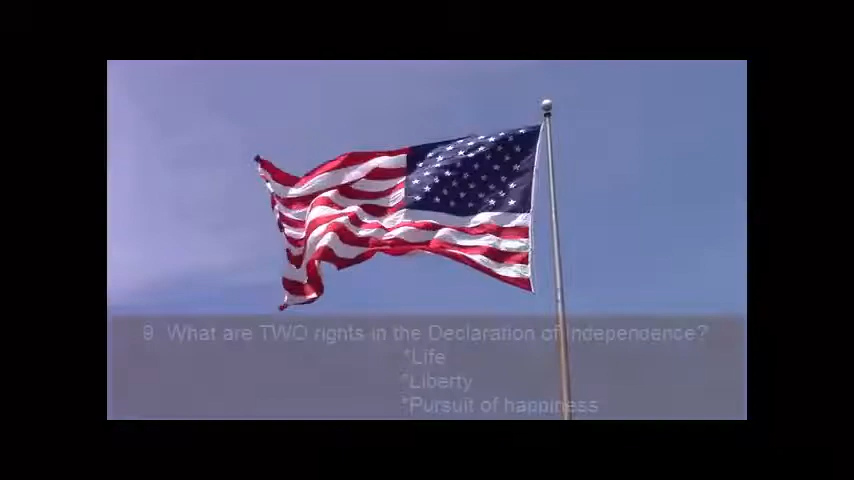 9. What are TWO rights in the Declaration of Independence?
*Life
*Liberty
*Pursuit of happiness